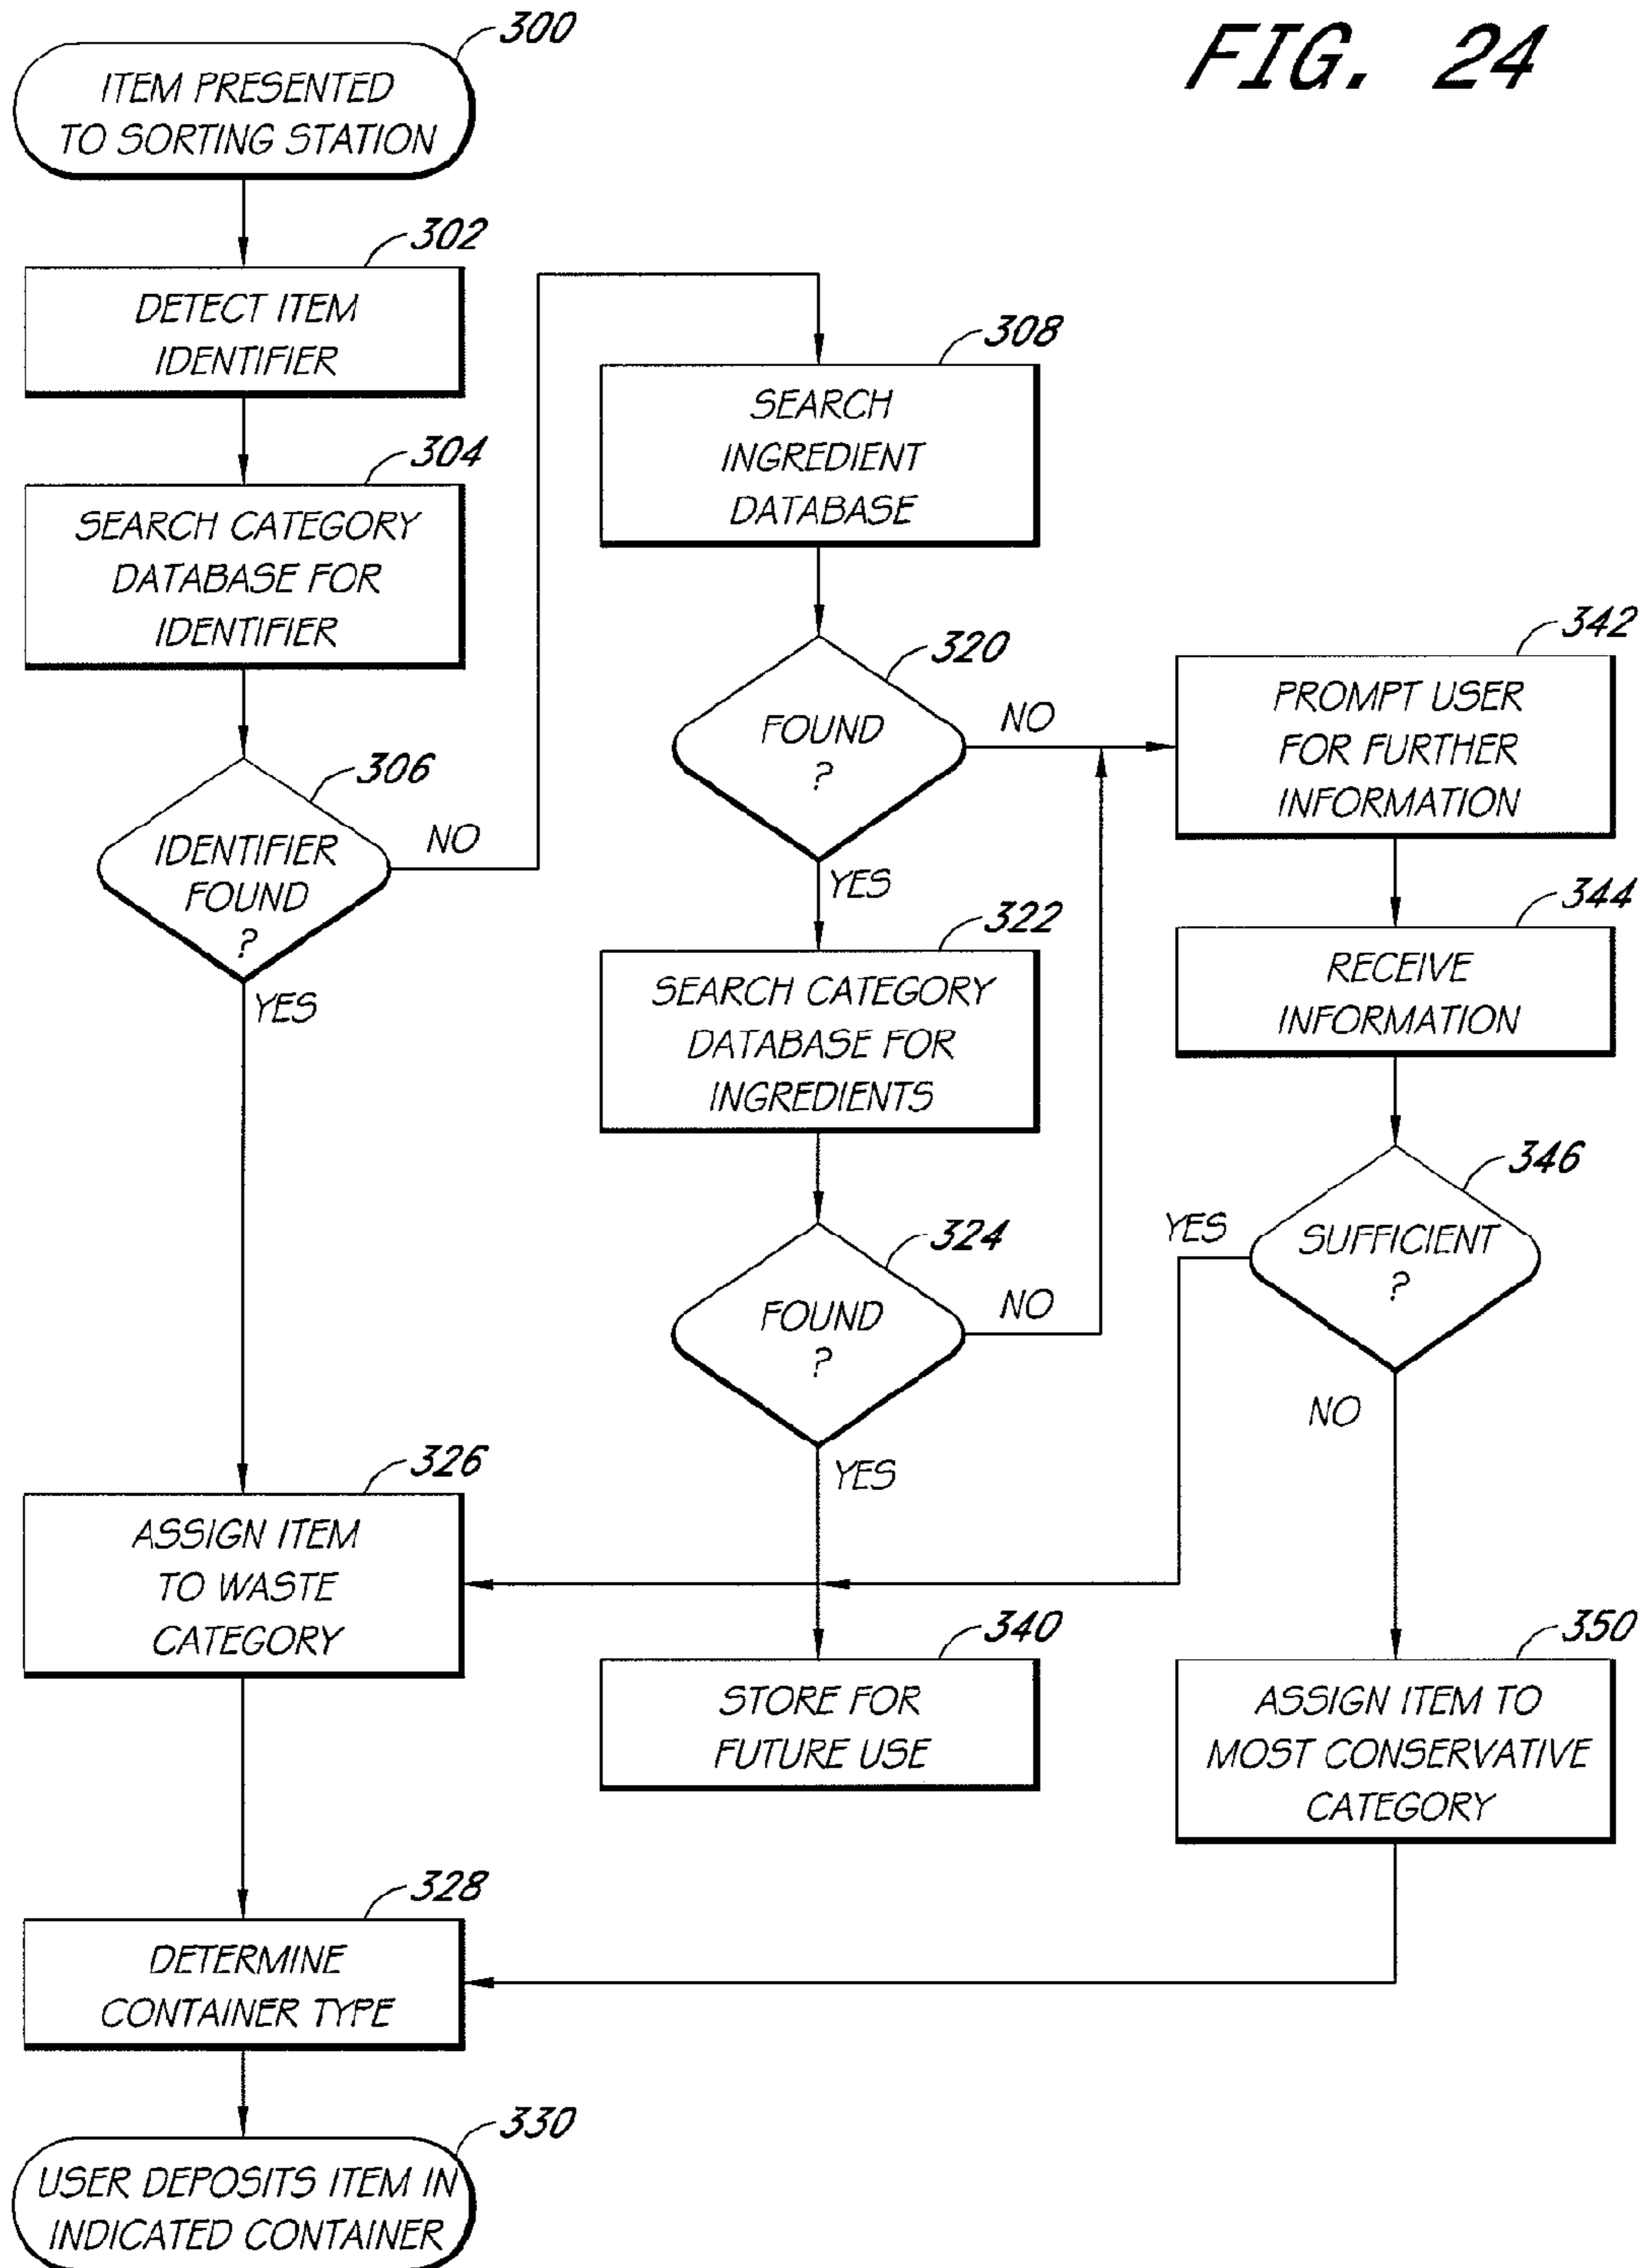 FIG. 24
300
ITEM PRESENTED
TO SORTING STATION
302
DETECT ITEM
IDENTIFIER
304
SEARCH CATEGORY
DATABASE FOR
IDENTIFIER
306
IDENTIFIER
FOUND
?
NO
YES
308
SEARCH
INGREDIENT
DATABASE
320
FOUND
?
NO
YES
322
SEARCH CATEGORY
DATABASE FOR
INGREDIENTS
324
FOUND
?
NO
YES
342
PROMPT USER
FOR FURTHER
INFORMATION
344
RECEIVE
INFORMATION
346
SUFFICIENT
?
YES
NO
326
ASSIGN ITEM
TO WASTE
CATEGORY
340
STORE FOR
FUTURE USE
350
ASSIGN ITEM TO
MOST CONSERVATIVE
CATEGORY
328
DETERMINE
CONTAINER TYPE
330
USER DEPOSITS ITEM IN
INDICATED CONTAINER